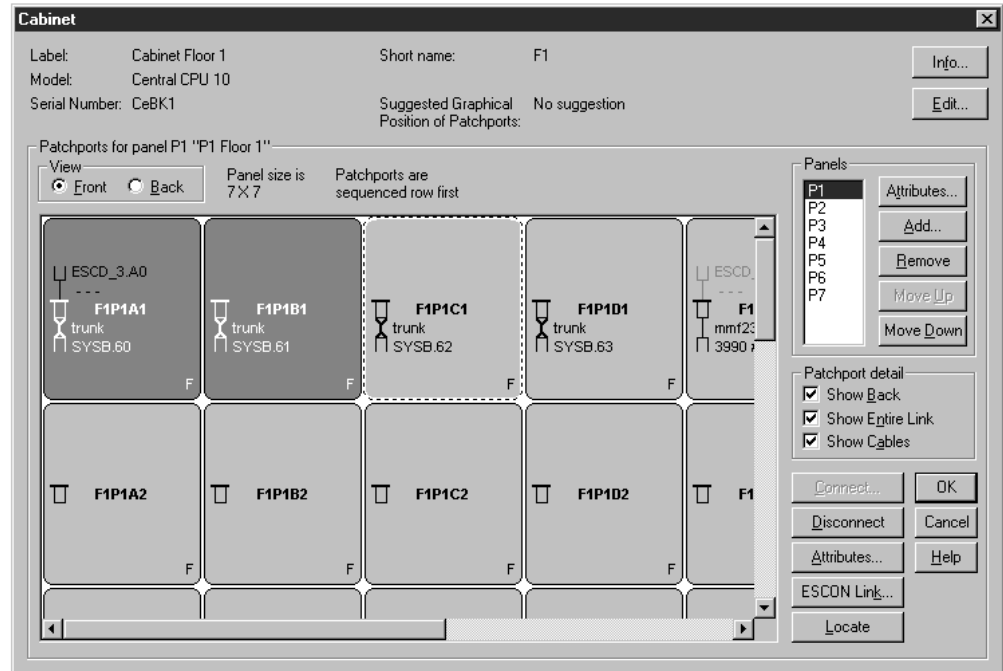 Cabinet
Label: Cabinet Floor 1 Short name: F1 Info...
Model: Central CPU 10
Serial Number: CeBK1 Suggested Graphical Position of Patchports: No suggestion Edit...
Patchports for panel P1 "P1 Floor 1"
View
Front Back
Panel size is
7 X 7
Patchports are
sequenced row first
ESCD_3.A0
- - -
F1P1A1
trunk
SYSB.60
F
F1P1B1
trunk
SYSB.61
F
F1P1C1
trunk
SYSB.62
F
F1P1D1
trunk
SYSB.63
F
ESCD_
- - -
F1
mmf23
3990
F1P1A2
F
F1P1B2
F
F1P1C2
F
F1P1D2
F
F1
Panels
P1
P2
P3
P4
P5
P6
P7
Attributes...
Add...
Remove
Move Up
Move Down
Patchport detail
Show Back
Show Entire Link
Show Cables
Connect... OK
Disconnect Cancel
Attributes... Help
ESCON Link...
Locate